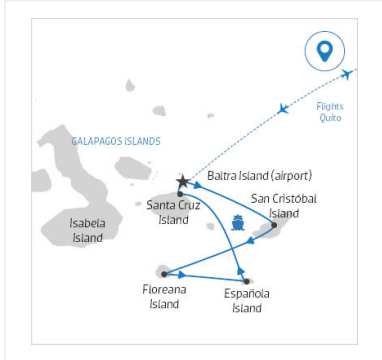 Flights
Quito
GALAPAGOS ISLANDS
Baltra Island (airport)
Santa Cruz
Island
San Cristóbal
Island
Isabela
Island
Floreana
Island
Española
Island